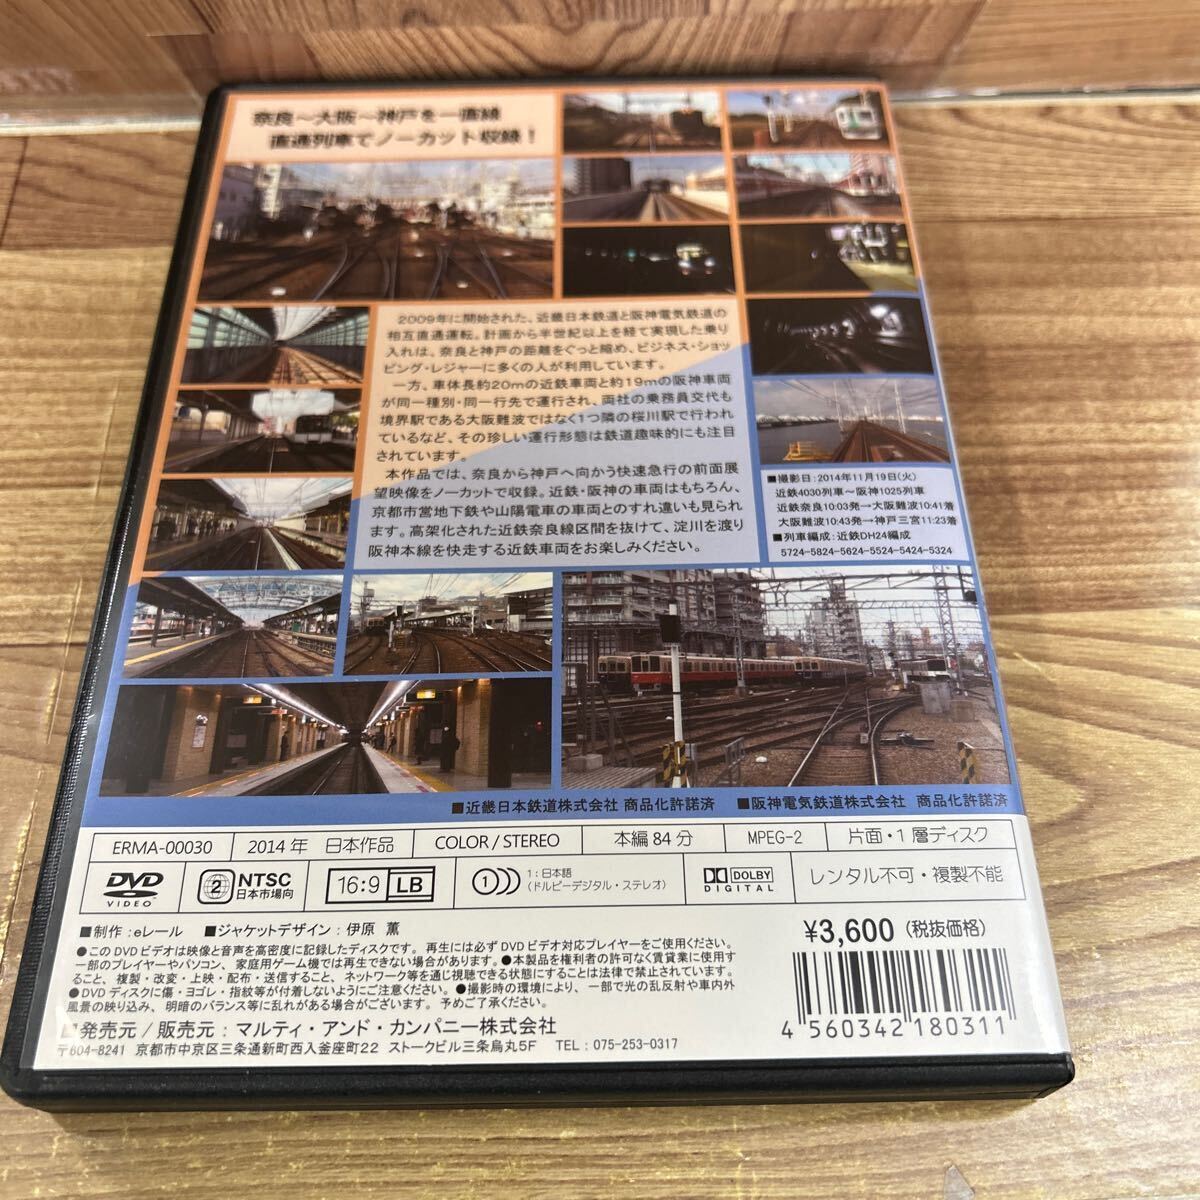 奈良～大阪～神戸を一直線
直通列車でノーカット収録！
2009年に開始された、近畿日本鉄道と阪神電気鉄道の
相互直通運転。計画から半世紀以上を経て実現した乗り
入れは、奈良と神戸の距離をぐっと縮め、ビジネス・ショッ
ピング・レジャーに多くの人が利用しています。
一方、車体長約20mの近鉄車両と約19mの阪神車両
が同一種別・同一行先で運行され、両社の乗務員交代も
境界駅である大阪難波ではなく1つ隣の桜川駅で行われ
ているなど、その珍しい運行形態は鉄道趣味的にも注目
されています。
本作品では、奈良から神戸へ向かう快速急行の前面展
望映像をノーカットで収録。近鉄・阪神の車両はもちろん、
京都市営地下鉄や山陽電車の車両とのすれ違いも見られ
ます。高架化された近鉄奈良線区間を抜けて、淀川を渡り
阪神本線を快走する近鉄車両をお楽しみください。
■撮影日：2014年11月19日(火)
近鉄4030列車～阪神1025列車
近鉄奈良10:03発→大阪難波10:41着
大阪難波10:43発→神戸三宮11:23着
■列車編成：近鉄DH24編成
5724-5824-5624-5524-5424-5324
■近畿日本鉄道株式会社 商品化許諾済 ■阪神電気鉄道株式会社 商品化許諾済
ERMA-00030 2014年 日本作品 COLOR/STEREO 本編84分 MPEG-2 片面・1層ディスク
DVD VIDEO 2 NTSC 日本市場向 16:9 LB 1 1：日本語 (ドルビーデジタル・ステレオ) DOLBY DIGITAL レンタル不可・複製不能
■制作：eレール ■ジャケットデザイン：伊原 薫
¥3,600 (税抜価格)
●このDVDビデオは映像と音声を高密度に記録したディスクです。再生には必ずDVDビデオ対応プレイヤーをご使用ください。
一部のプレイヤーやパソコン、家庭用ゲーム機では再生できない場合があります。●本製品を権利者の許可なく賃貸業に使用す
ること、複製・改変・上映・配布・送信すること、ネットワーク等を通じ視聴できる状態にすることは法律で禁止されています。
●DVDディスクに傷・ヨゴレ・指紋等が付着しないようにご注意ください。●撮影時の環境により、一部で光の乱反射や車内外
風景の映り込み、明暗のバランス等に乱れがある場合がございます。予めご了承ください。
■発売元/販売元：マルティ・アンド・カンパニー株式会社
〒604-8241 京都市中京区三条通新町西入釜座町22 ストークビル三条烏丸5F TEL：075-253-0317
4 560342 180311